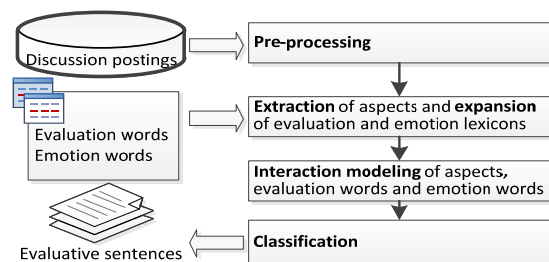 Discussion postings
Pre-processing
Evaluation words
Emotion words
Extraction of aspects and expansion
of evaluation and emotion lexicons
Interaction modeling of aspects,
evaluation words and emotion words
Evaluative sentences
Classification